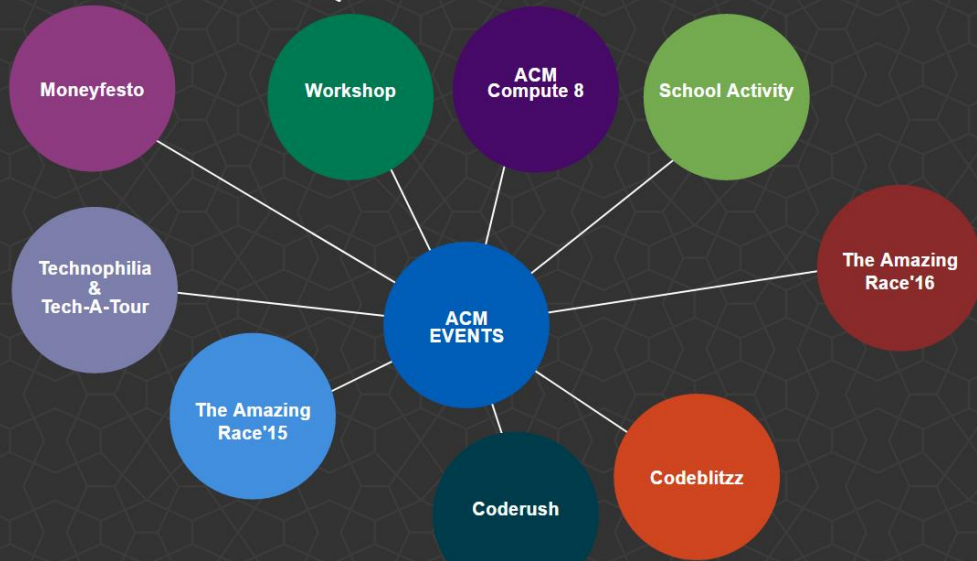 Moneyfesto
Workshop
ACM
Compute 8
School Activity
Technophilia
&
Tech-A-Tour
ACM
EVENTS
The Amazing
Race'16
The Amazing
Race'15
Codeblitzz
Coderush